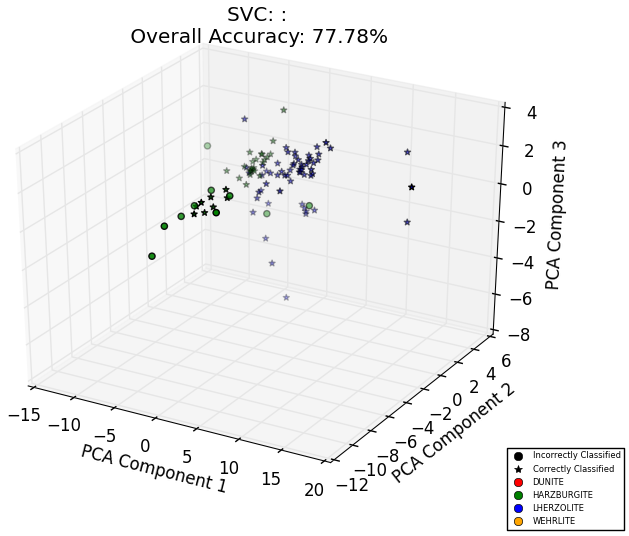 SVC: :
Overall Accuracy: 77.78%
4
2
0
−2
−4
−6
−8
PCA Component 3
6
4
2
0
−2
−4
−6
−8
−10
−12
PCA Component 2
−15
−10
−5
0
5
10
15
20
PCA Component 1
Incorrectly Classified
Correctly Classified
DUNITE
HARZBURGITE
LHERZOLITE
WEHRLITE